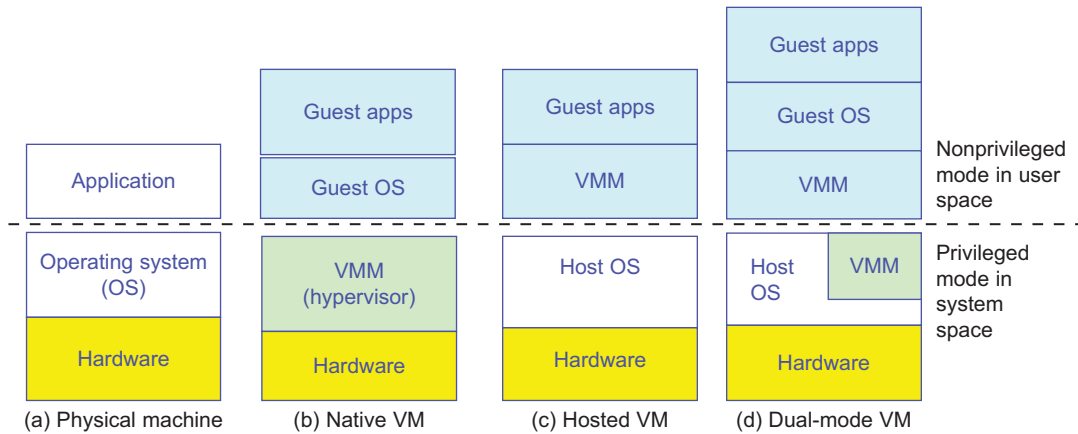 Application
Operating system
(OS)
Hardware
(a) Physical machine
Guest apps
Guest OS
VMM
(hypervisor)
Hardware
(b) Native VM
Guest apps
VMM
Host OS
Hardware
(c) Hosted VM
Guest apps
Guest OS
VMM
Host
OS
VMM
Hardware
(d) Dual-mode VM
Nonprivileged
mode in user
space
Privileged
mode in
system
space